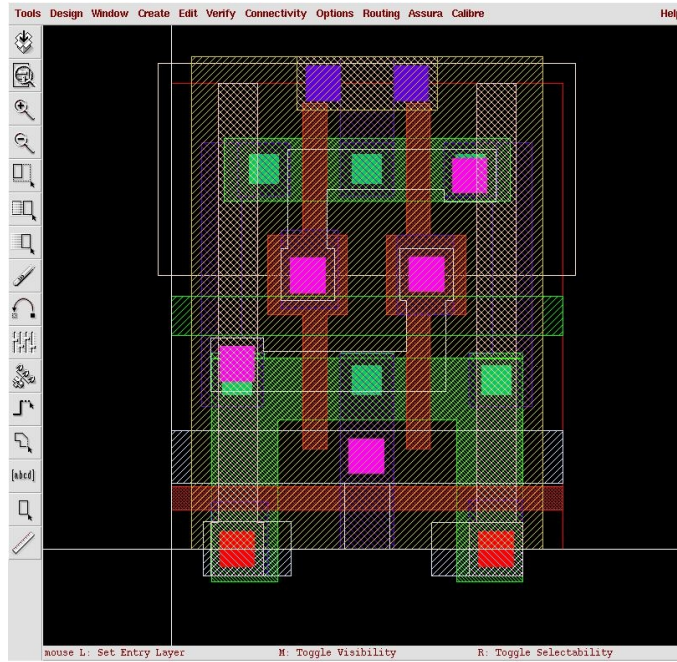 Tools Design Window Create Edit Verify Connectivity Options Routing Assura Calibre Help
[abcd]
mouse L: Set Entry Layer M: Toggle Visibility R: Toggle Selectability